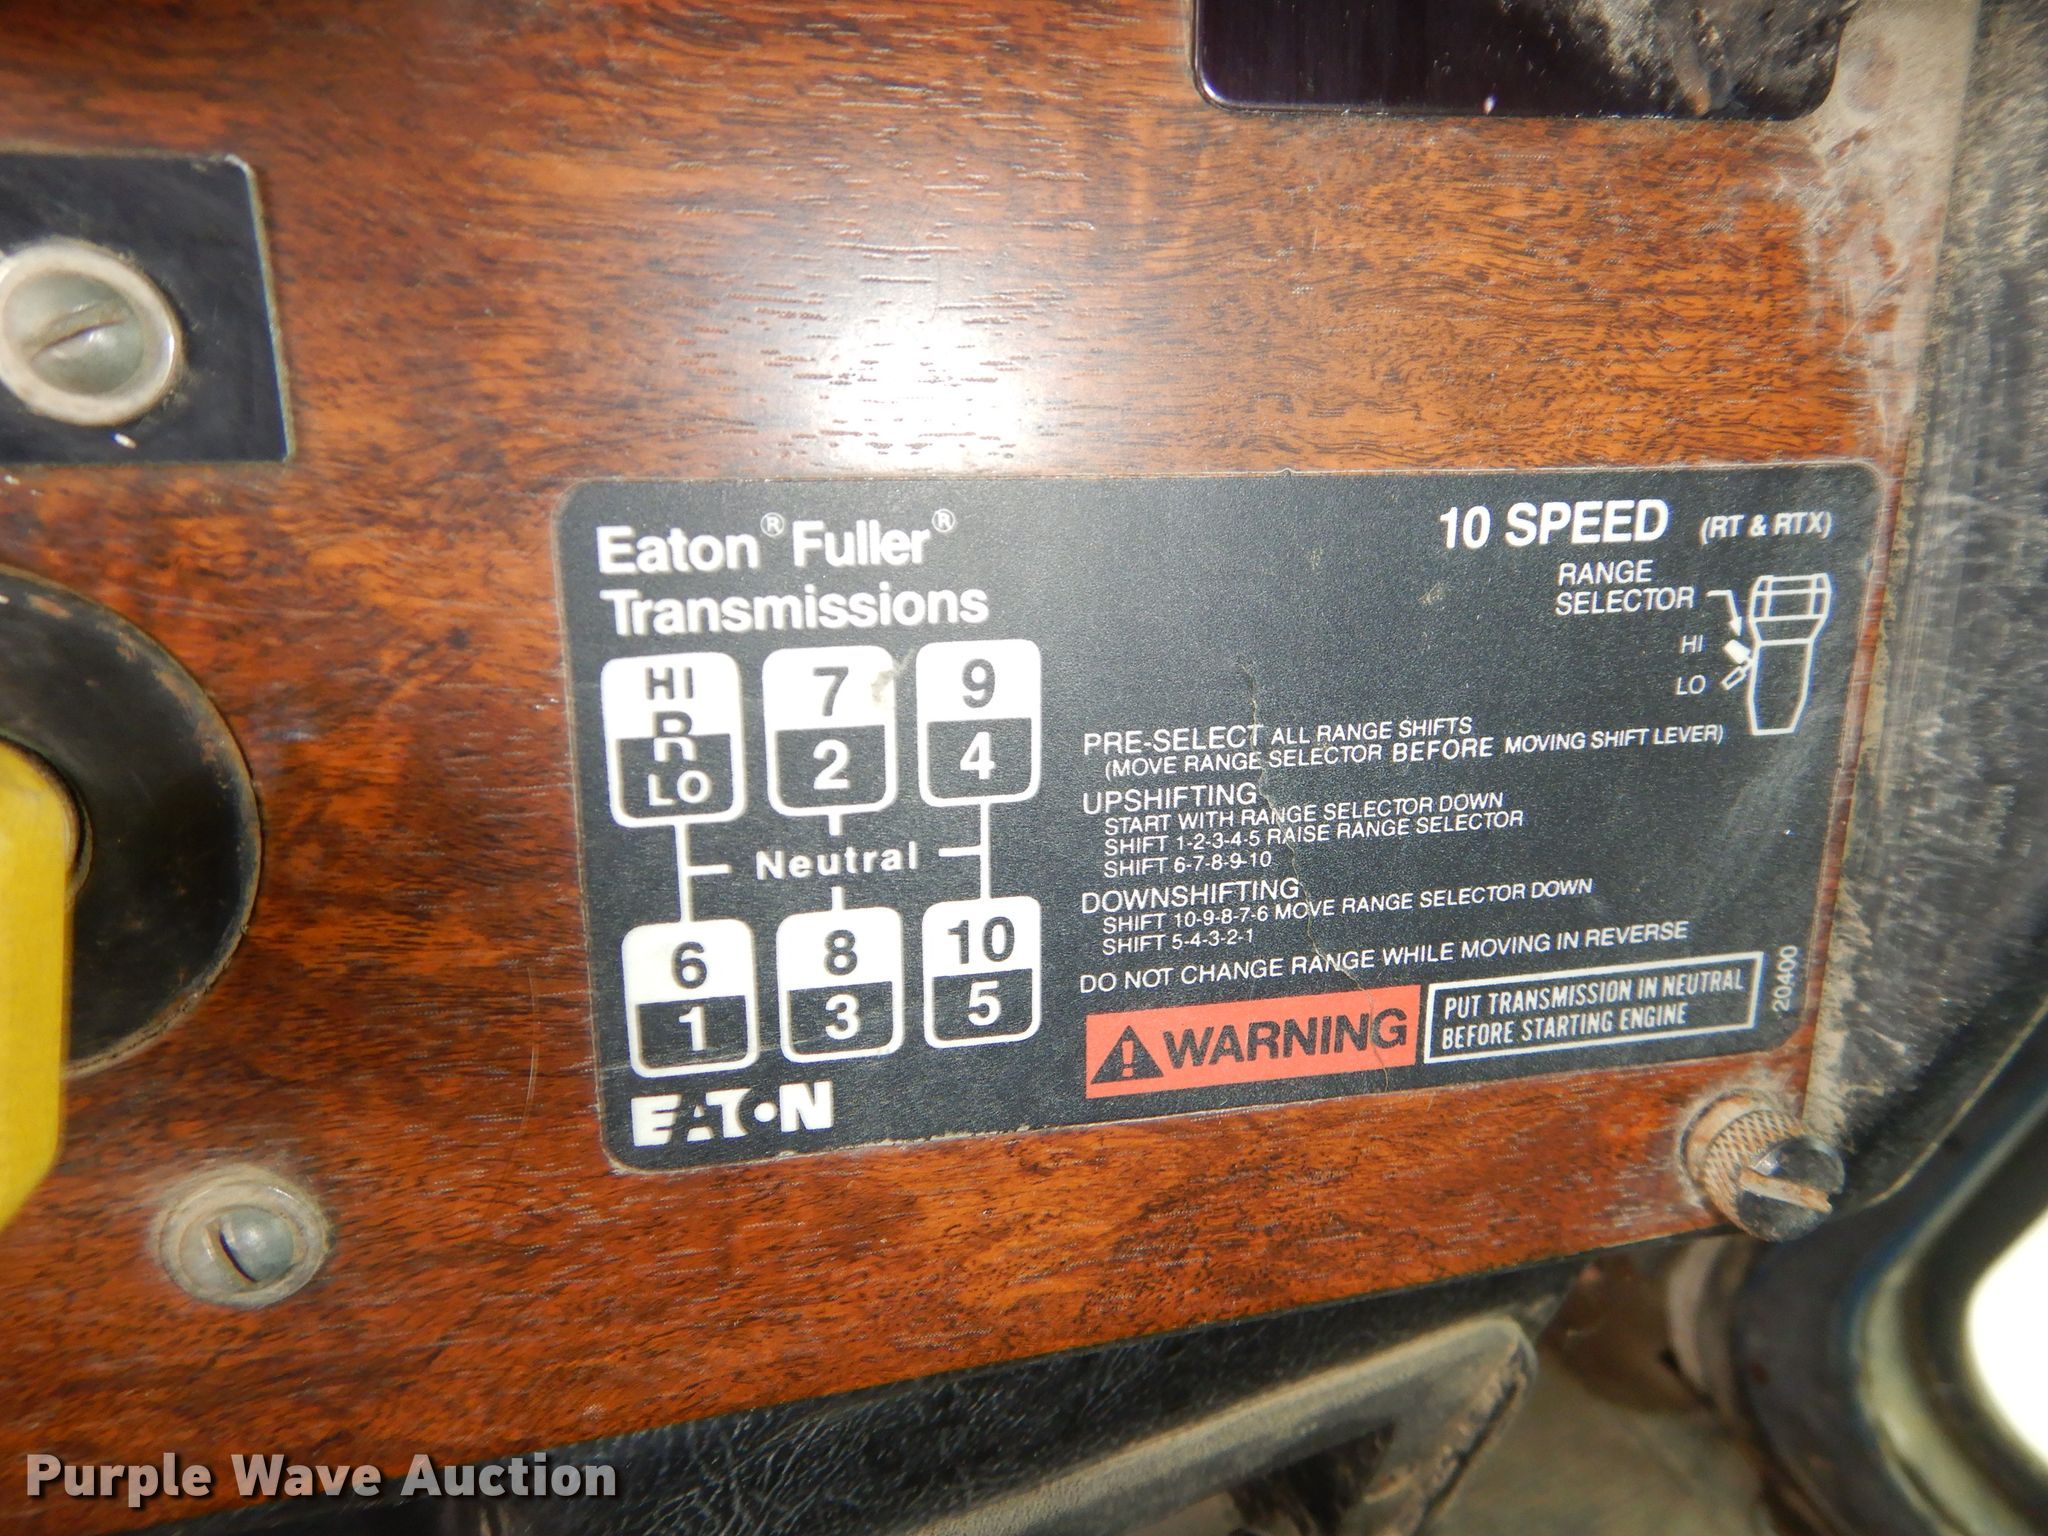 Eaton® Fuller®
Transmissions
10 SPEED (RT & RTX)
RANGE
SELECTOR
HI
LO
HI
R
LO
7
2
9
4
Neutral
6
1
8
3
10
5
EATON
PRE-SELECT ALL RANGE SHIFTS
(MOVE RANGE SELECTOR BEFORE MOVING SHIFT LEVER)
UPSHIFTING
START WITH RANGE SELECTOR DOWN
SHIFT 1-2-3-4-5 RAISE RANGE SELECTOR
SHIFT 6-7-8-9-10
DOWNSHIFTING
SHIFT 10-9-8-7-6 MOVE RANGE SELECTOR DOWN
SHIFT 5-4-3-2-1
DO NOT CHANGE RANGE WHILE MOVING IN REVERSE
WARNING
PUT TRANSMISSION IN NEUTRAL
BEFORE STARTING ENGINE
20400
Purple Wave Auction